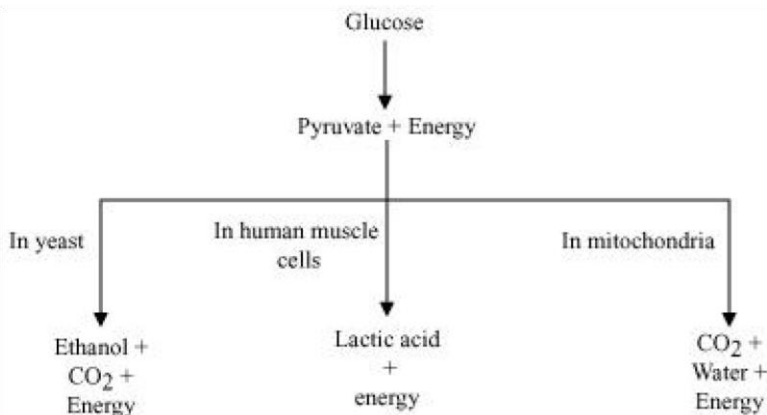 Glucose
Pyruvate + Energy
In yeast
In human muscle
cells
In mitochondria
Ethanol +
CO₂ +
Energy
Lactic acid
+
energy
CO₂ +
Water +
Energy